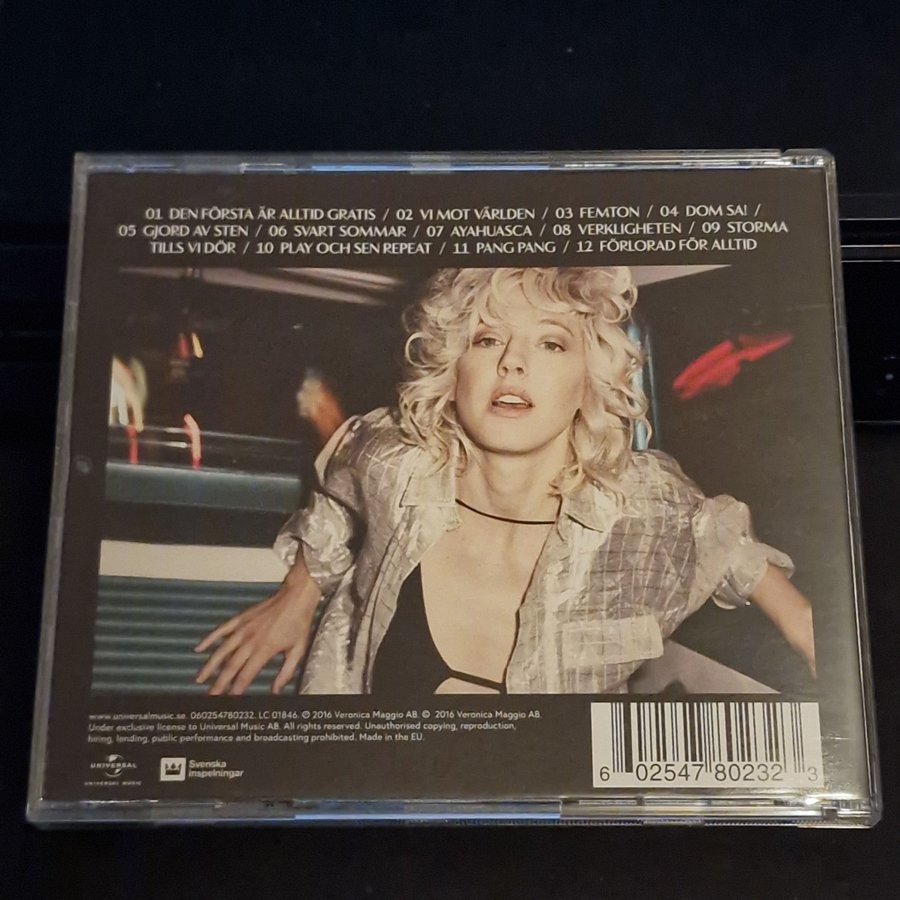 01 DEN FÖRSTA ÄR ALLTID GRATIS / 02 VI MOT VÄRLDEN / 03 FEMTON / 04 DOM SA! /
05 GJORD AV STEN / 06 SVART SOMMAR / 07 AYAHUASCA / 08 VERKLIGHETEN / 09 STORMA
TILLS VI DÖR / 10 PLAY OCH SEN REPEAT / 11 PANG PANG / 12 FÖRLORAD FÖR ALLTID
www.universalmusic.se. 060254780232. LC 01846. ℗ 2016 Veronica Maggio AB. © 2016 Veronica Maggio AB.
Under exclusive license to Universal Music AB. All rights reserved. Unauthorised copying, reproduction,
hiring, lending, public performance and broadcasting prohibited. Made in the EU.
UNIVERSAL
UNIVERSAL MUSIC
Svenska
inspelningar
6 02547 80232 3